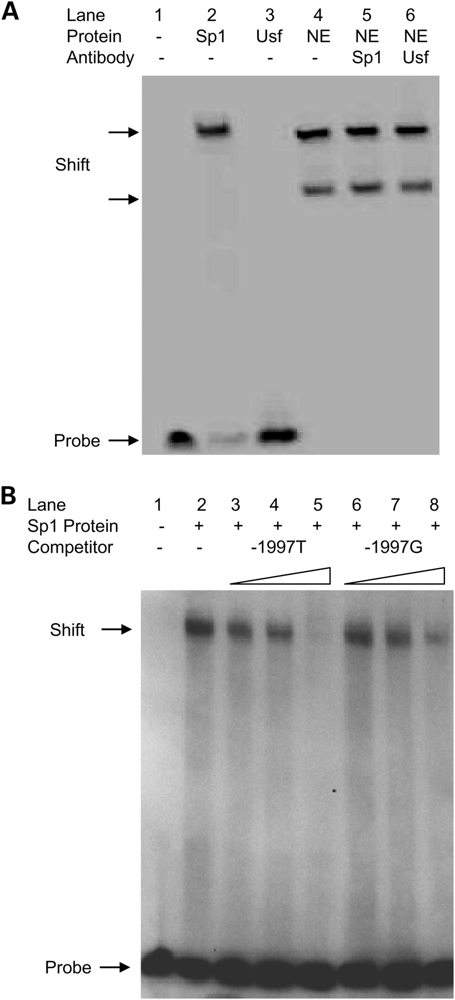 A
Lane 1 2 3 4 5 6
Protein - Sp1 Usf NE NE NE
Antibody - - - - Sp1 Usf
Shift
Probe
B
Lane 1 2 3 4 5 6 7 8
Sp1 Protein - + + + + + + +
Competitor - - -1997T -1997G
Shift
Probe